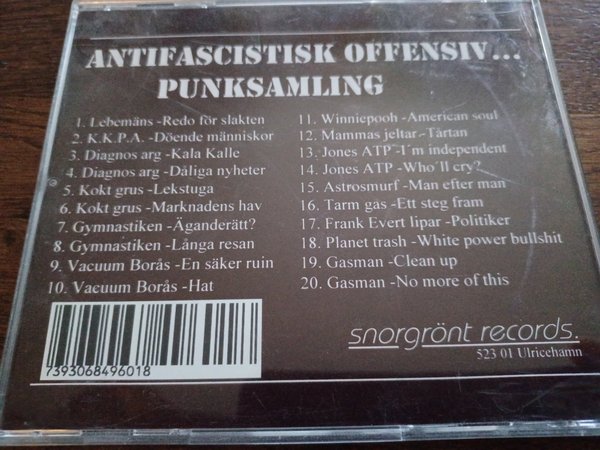 ANTIFASCISTISK OFFENSIV...
PUNKSAMLING
1. Lebemäns -Redo för slakten
2. K.K.P.A. -Döende människor
3. Diagnos arg -Kala Kalle
4. Diagnos arg -Dåliga nyheter
5. Kokt grus -Lekstuga
6. Kokt grus -Marknadens hav
7. Gymnastiken -Äganderätt?
8. Gymnastiken -Långa resan
9. Vacuum Borås -En säker ruin
10. Vacuum Borås -Hat
11. Winniepooh -American soul
12. Mammas jeltar -Tårtan
13. Jones ATP -I´m independent
14. Jones ATP -Who´ll cry?
15. Astrosmurf -Man efter man
16. Tarm gas -Ett steg fram
17. Frank Evert lipar -Politiker
18. Planet trash -White power bullshit
19. Gasman -Clean up
20. Gasman -No more of this
7393068496018
snorgrönt records.
523 01 Ulricehamn